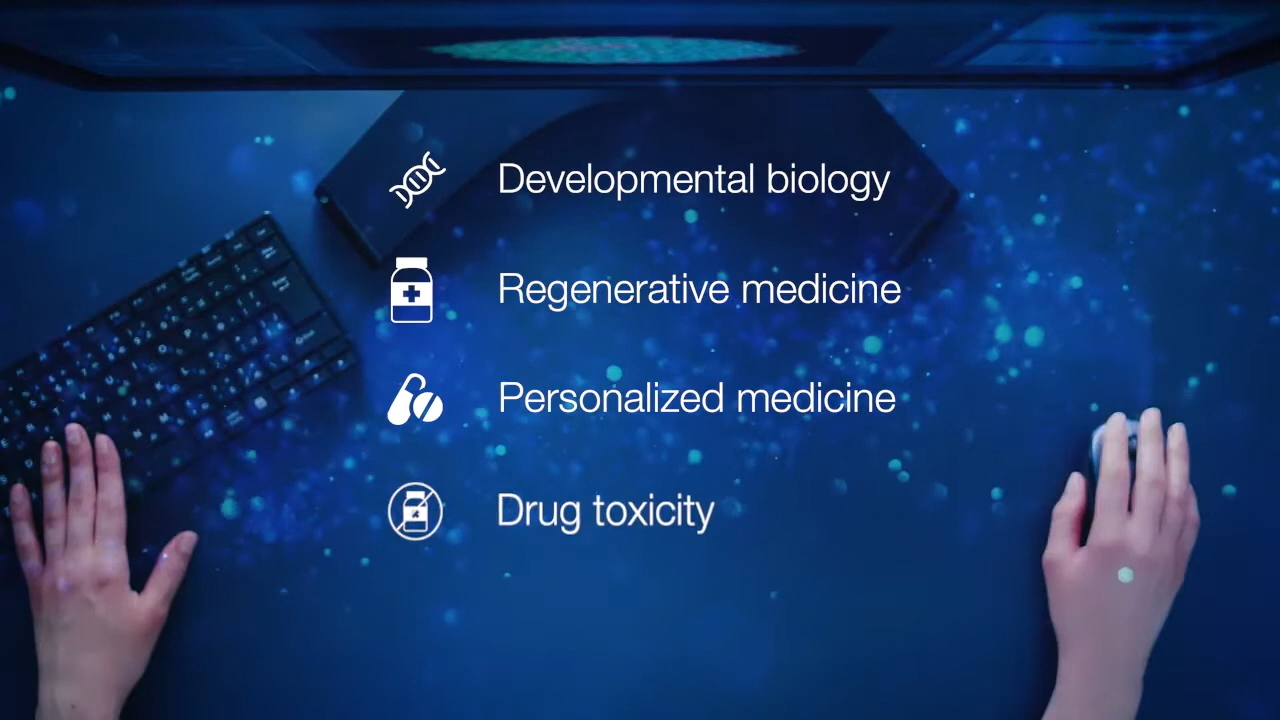 Developmental biology
Regenerative medicine
Personalized medicine
Drug toxicity